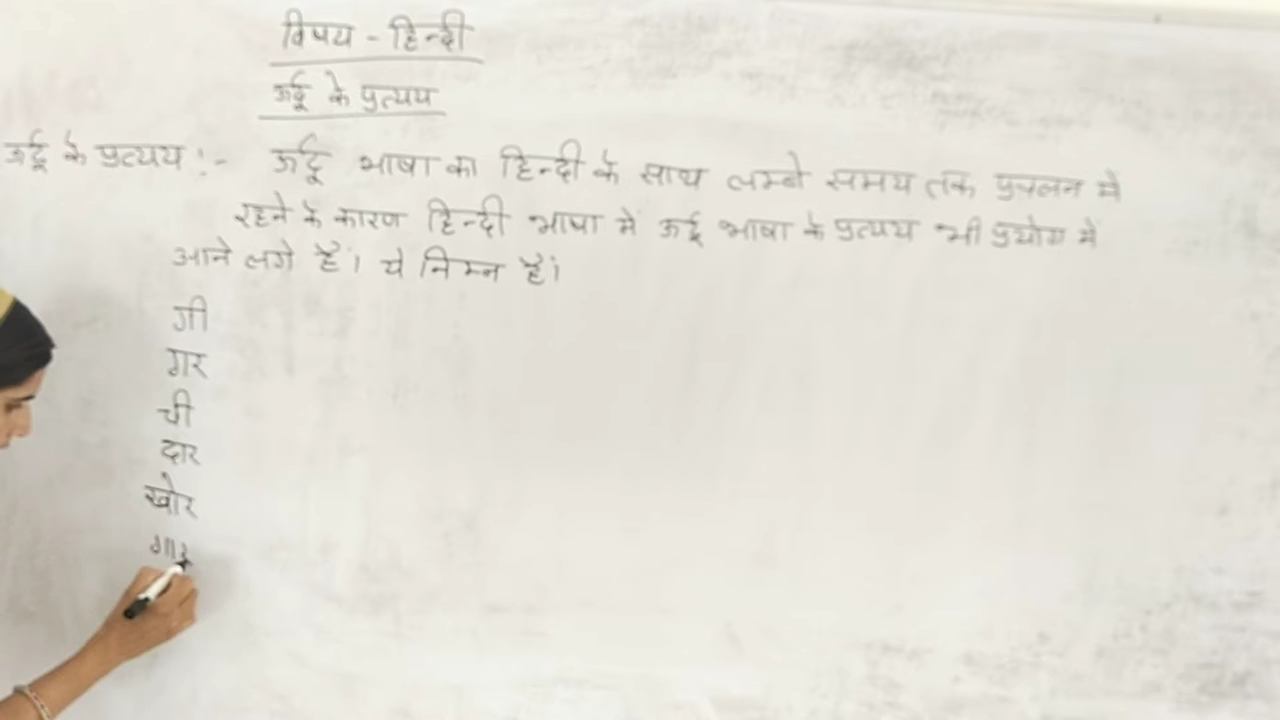 विषय - हिन्दी
उर्दू के प्रत्यय
उर्दू के प्रत्यय :- उर्दू भाषा का हिन्दी के साथ लम्बे समय तक प्रचलन में
रहने के कारण हिन्दी भाषा में उर्दू भाषा के प्रत्यय भी प्रयोग में
आने लगे हैं। ये निम्न हैं।
गी
गर
ची
दार
खोर
गार